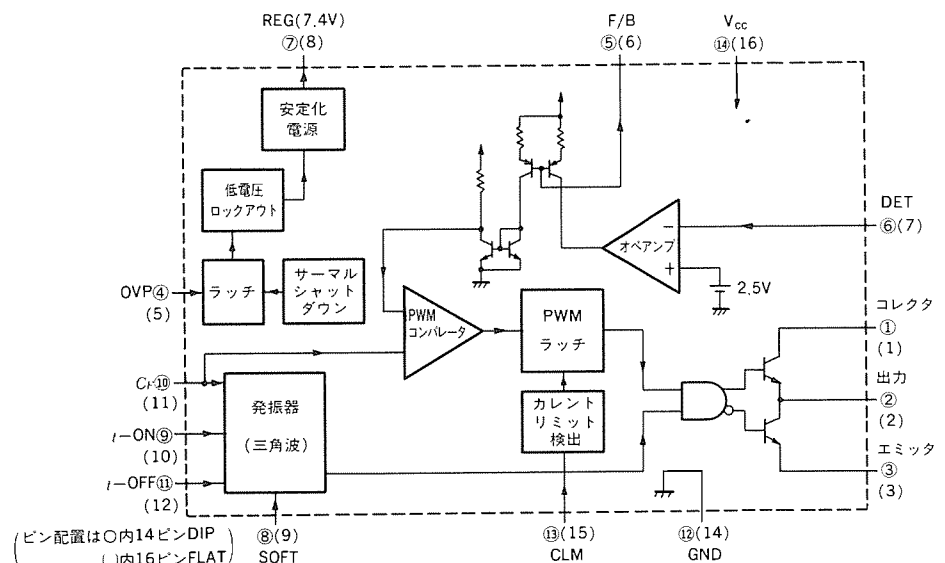 REG(7.4V)
⑦(8)
F/B
⑤(6)
Vcc
⑭(16)
安定化
電源
低電圧
ロックアウト
DET
⑥(7)
オペアンプ
−
+
2.5V
OVP④
(5)
ラッチ
サーマル
シャット
ダウン
PWM
コンパレータ
PWM
ラッチ
コレクタ
①
(1)
CF⑩
(11)
発振器
(三角波)
カレント
リミット
検出
出力
②
(2)
t−ON⑨
(10)
エミッタ
③
(3)
t−OFF⑪
(12)
(ピン配置は○内14ピンDIP
( )内16ピンFLAT)
⑧(9)
SOFT
⑬(15)
CLM
⑫(14)
GND